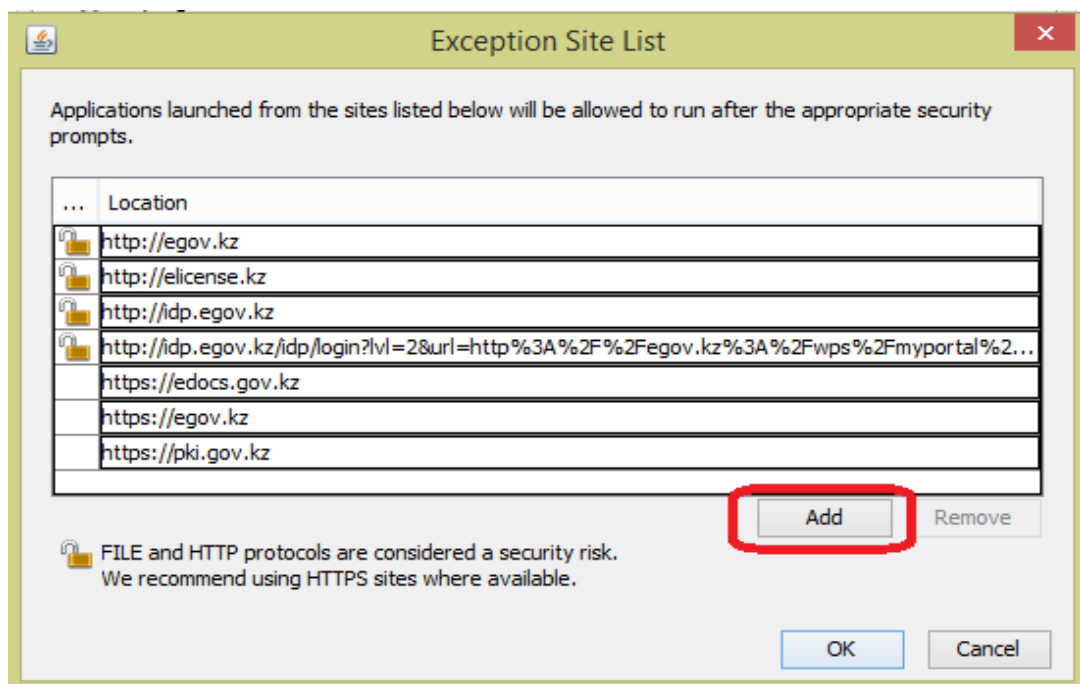 Exception Site List
Applications launched from the sites listed below will be allowed to run after the appropriate security
prompts.
... Location
http://egov.kz
http://elicense.kz
http://idp.egov.kz
http://idp.egov.kz/idp/login?lvl=2&url=http%3A%2F%2Fegov.kz%3A%2Fwps%2Fmyportal%2...
https://edocs.gov.kz
https://egov.kz
https://pki.gov.kz
Add Remove
FILE and HTTP protocols are considered a security risk.
We recommend using HTTPS sites where available.
OK Cancel